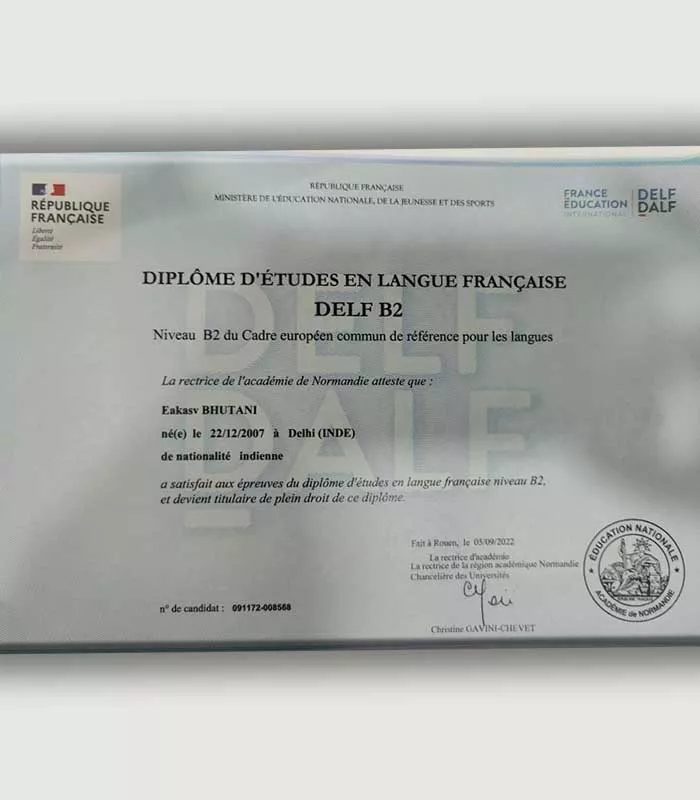 RÉPUBLIQUE
FRANÇAISE
Liberté
Égalité
Fraternité
RÉPUBLIQUE FRANÇAISE
MINISTÈRE DE L'ÉDUCATION NATIONALE, DE LA JEUNESSE ET DES SPORTS
FRANCE
ÉDUCATION
INTERNATIONAL
DELF
DALF
DIPLÔME D'ÉTUDES EN LANGUE FRANÇAISE
DELF B2
Niveau B2 du Cadre européen commun de référence pour les langues
DELF
DALF
La rectrice de l'académie de Normandie atteste que :
Eakasv BHUTANI
né(e) le 22/12/2007 à Delhi (INDE)
de nationalité indienne
a satisfait aux épreuves du diplôme d'études en langue française niveau B2,
et devient titulaire de plein droit de ce diplôme.
Fait à Rouen, le 05/09/2022
La rectrice d'académie
La rectrice de la région académique Normandie
Chancelière des Universités
Christine GAVINI-CHEVET
ÉDUCATION NATIONALE
ACADÉMIE de NORMANDIE
n° de candidat : 091172-008568